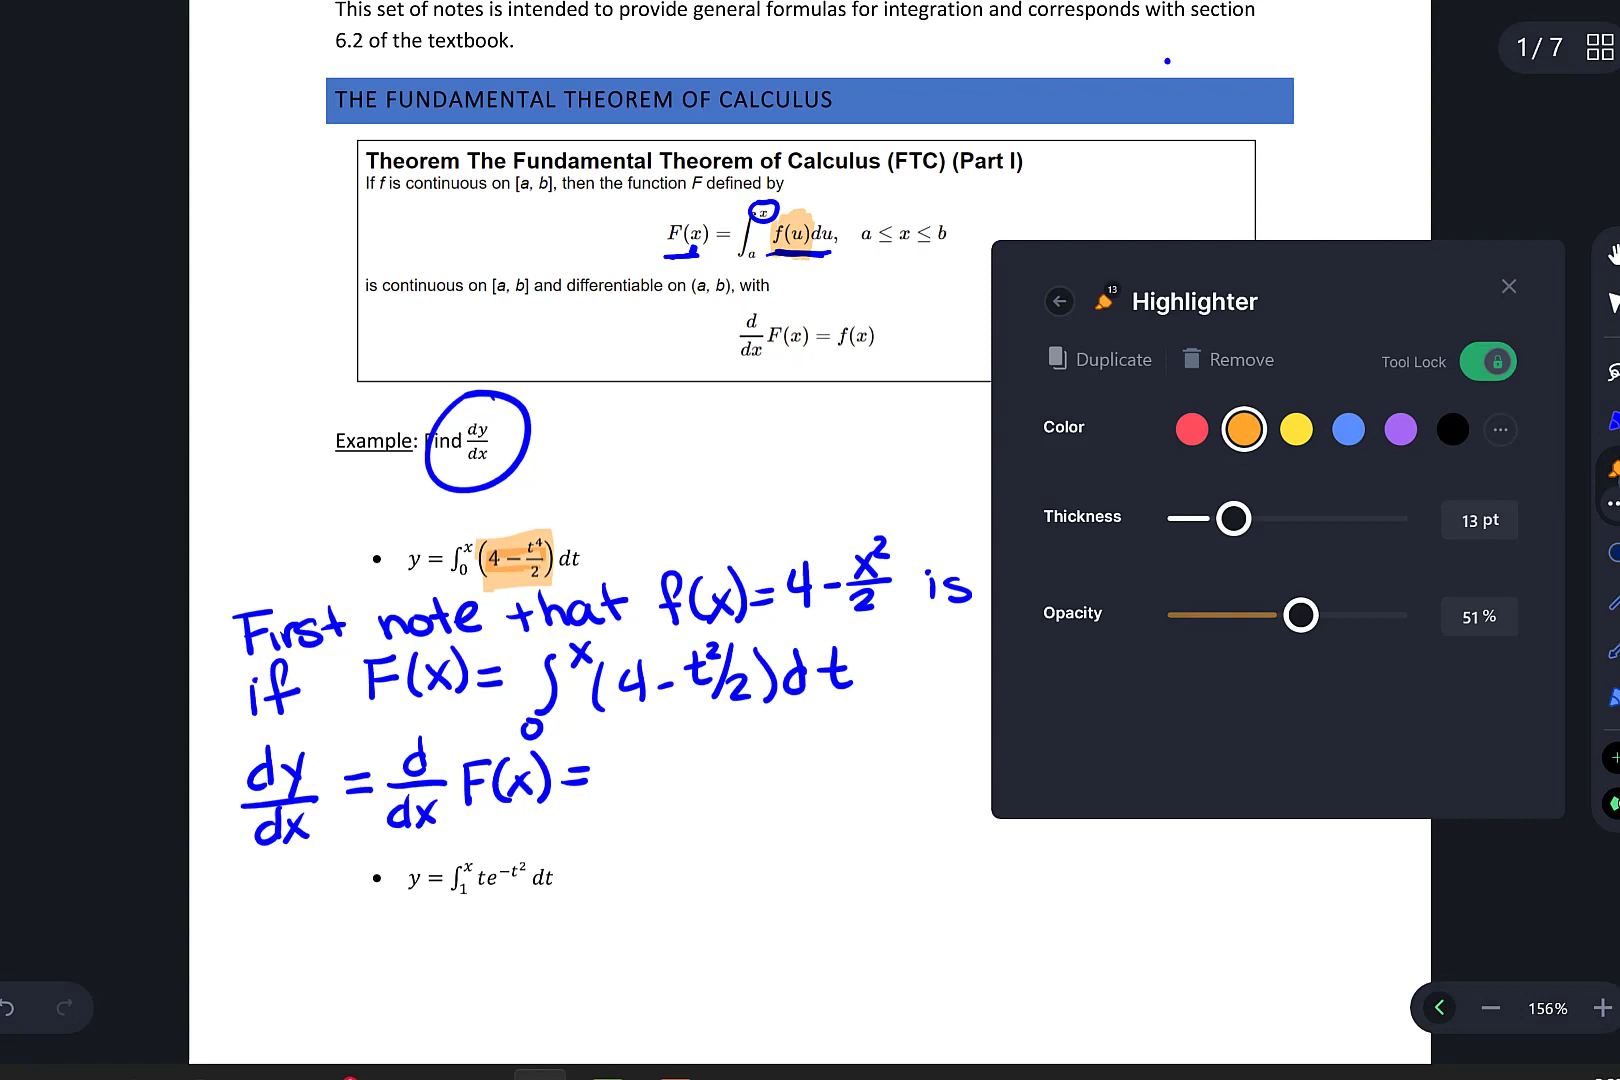 This set of notes is intended to provide general formulas for integration and corresponds with section
6.2 of the textbook.
1/ 7
THE FUNDAMENTAL THEOREM OF CALCULUS
Theorem The Fundamental Theorem of Calculus (FTC) (Part I)
If f is continuous on [a, b], then the function F defined by
F(x) = ∫ₐˣ f(u)du, a ≤ x ≤ b
is continuous on [a, b] and differentiable on (a, b), with
d/dx F(x) = f(x)
13 Highlighter
Duplicate Remove Tool Lock
Color
Thickness 13 pt
Opacity 51 %
Example: Find dy/dx
• y = ∫₀ˣ (4 − t⁴/2) dt
First note that f(x) = 4 - x²/2 is
if F(x) = ∫₀ˣ (4 - t²/2) dt
dy/dx = d/dx F(x) =
• y = ∫₁ˣ te^{−t²} dt
156%